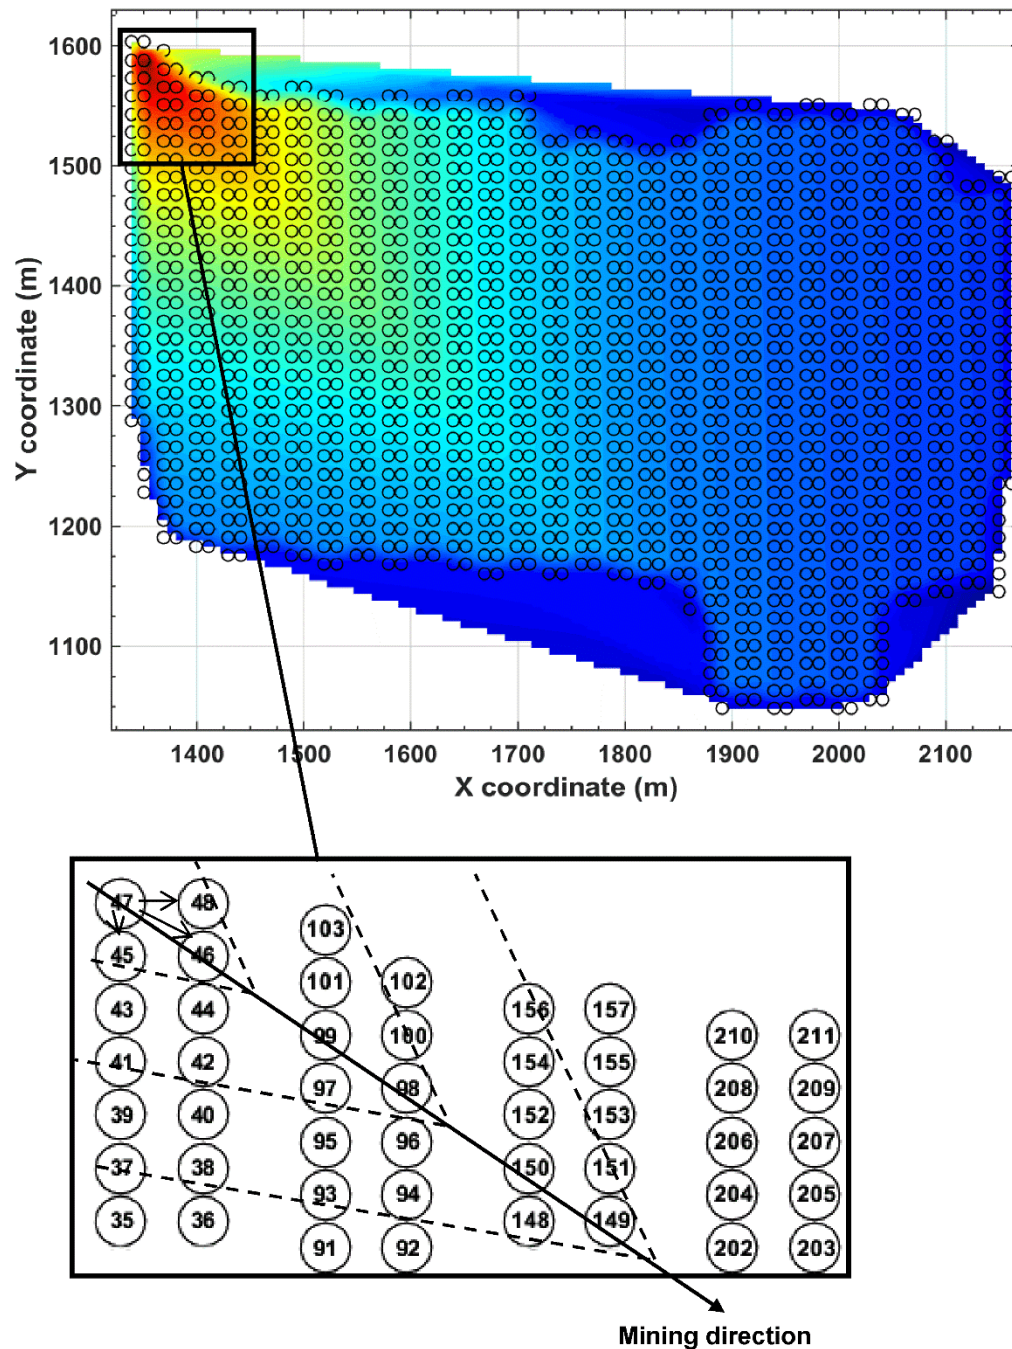 1600
1500
1400
1300
1200
1100
Y coordinate (m)
1400 1500 1600 1700 1800 1900 2000 2100
X coordinate (m)
47 48
103
45 46
101 102
43 44 156 157
99 100 210 211
41 42 154 155
97 98 208 209
39 40 152 153
95 96 206 207
37 38 150 151
93 94 204 205
35 36 148 149
91 92 202 203
Mining direction